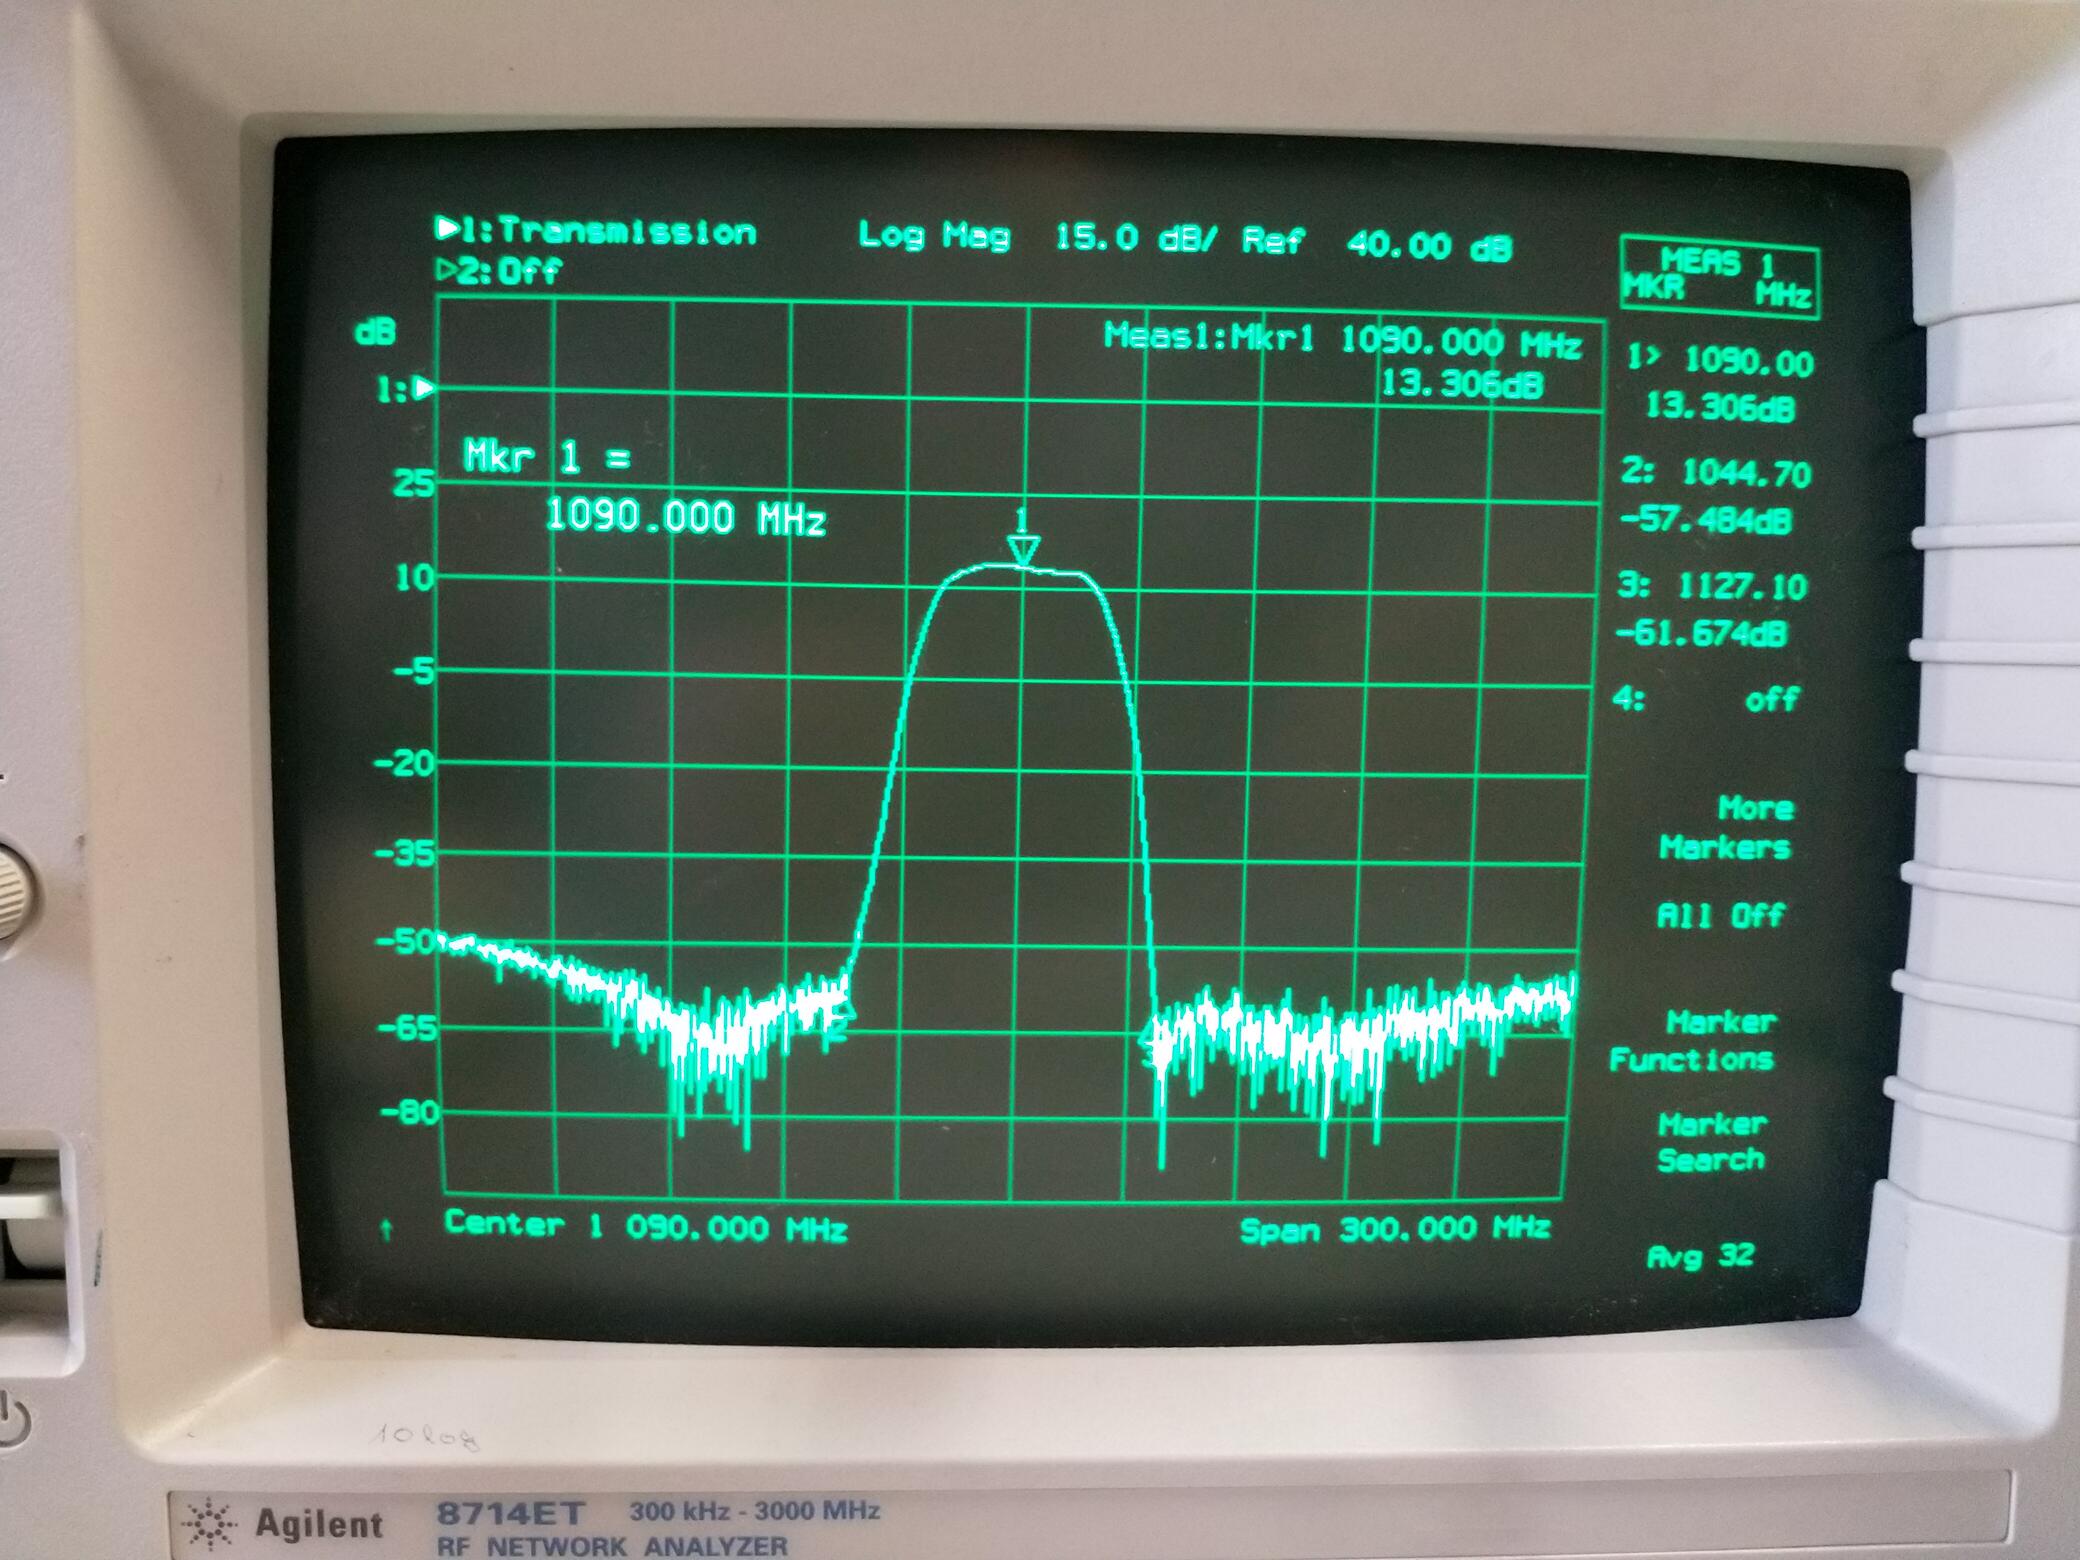 1:Transmission Log Mag 15.0 dB/ Ref 40.00 dB
2:Off
MEAS 1
MKR MHz
dB
Meas1:Mkr1 1090.000 MHz
13.306dB
1:
1> 1090.00
13.306dB
Mkr 1 =
1090.000 MHz
25
2: 1044.70
-57.484dB
10
3: 1127.10
-61.674dB
-5
4: off
-20
More
Markers
-35
All Off
-50
-65
Marker
Functions
-80
Marker
Search
1
2
3
Center 1 090.000 MHz Span 300.000 MHz
Avg 32
10log
Agilent 8714ET 300 kHz - 3000 MHz
RF NETWORK ANALYZER